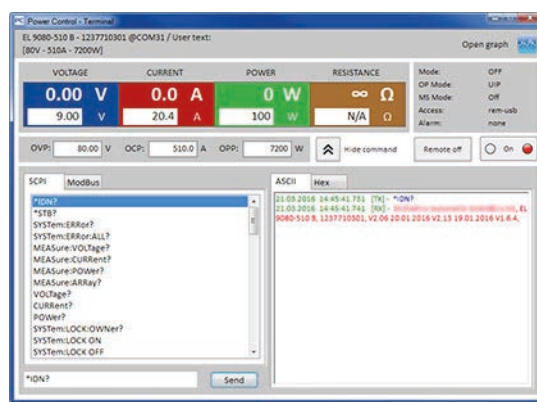 Power Control - Terminal
EL 9080-510 B - 1237710301 @COM31 / User text:
[80V - 510A - 7200W]
Open graph
VOLTAGE CURRENT POWER RESISTANCE
0.00 V 0.0 A 0 W ∞ Ω
9.00 V 20.4 A 100 W N/A Ω
Mode: OFF
OP Mode: UIP
MS Mode: Off
Access: rem-usb
Alarm: none
OVP: 80.00 V OCP: 510.0 A OPP: 7200 W Hide command Remote off On
SCPI ModBus
*IDN?
*STB?
SYSTem:ERRor?
SYSTem:ERRor:ALL?
MEASure:VOLTage?
MEASure:CURRent?
MEASure:POWer?
MEASure:ARRay?
VOLTage?
CURRent?
POWer?
SYSTem:LOCK:OWNer?
SYSTem:LOCK ON
SYSTem:LOCK OFF
*IDN? Send
ASCII Hex
21.03.2016 14:45:41.731 [TX] - *IDN?
21.03.2016 14:45:41.741 [RX] - , EL
9080-510 B, 1237710301, V2.06 20.01.2016 V2.13 19.01.2016 V1.6.4,